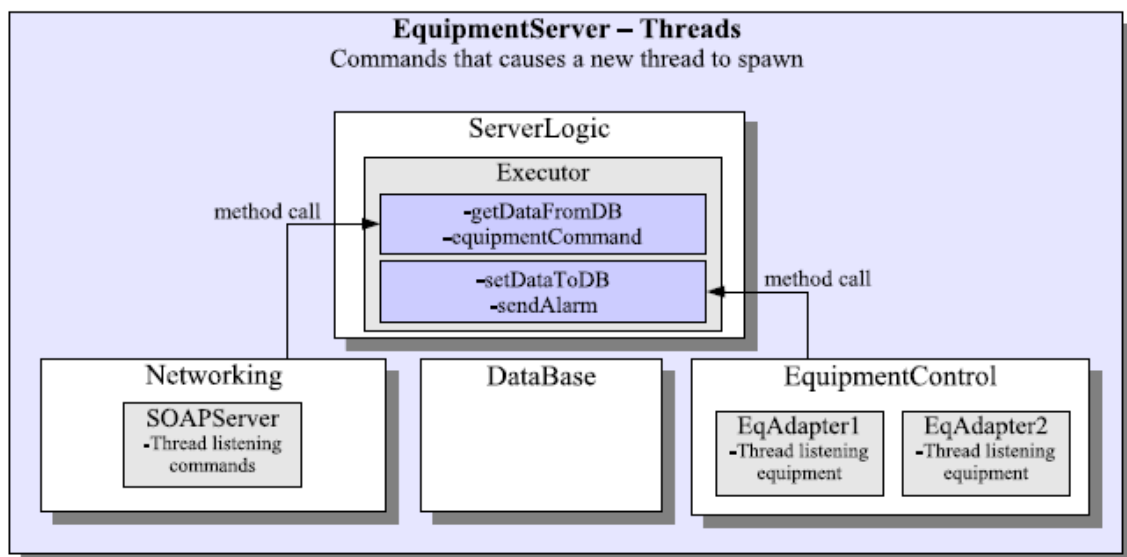 EquipmentServer – Threads
Commands that causes a new thread to spawn
ServerLogic
Executor
method call
-getDataFromDB
-equipmentCommand
-setDataToDB
-sendAlarm
method call
Networking
SOAPServer
-Thread listening
commands
DataBase
EquipmentControl
EqAdapter1
-Thread listening
equipment
EqAdapter2
-Thread listening
equipment